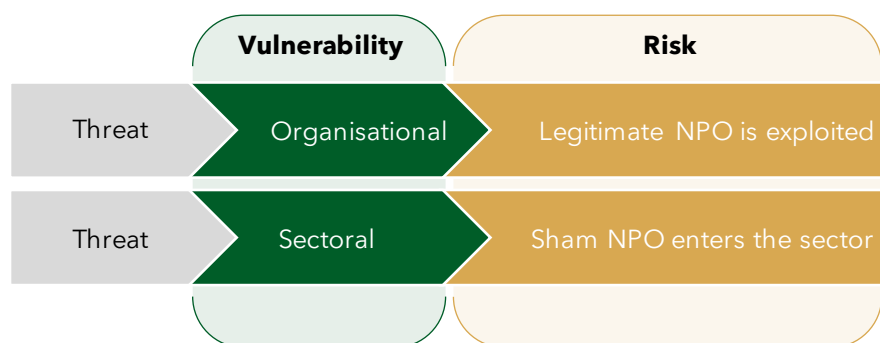 Vulnerability
Risk
Threat
Organisational
Legitimate NPO is exploited
Threat
Sectoral
Sham NPO enters the sector